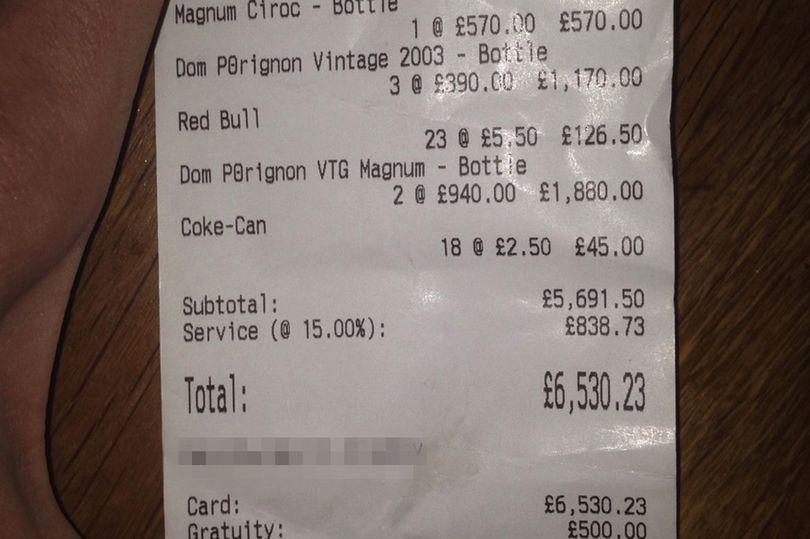 Magnum Ciroc - Bottle
1 @ £570.00 £570.00
Dom P0rignon Vintage 2003 - Bottle
3 @ £390.00 £1,170.00
Red Bull
23 @ £5.50 £126.50
Dom P0rignon VTG Magnum - Bottle
2 @ £940.00 £1,880.00
Coke-Can
18 @ £2.50 £45.00
Subtotal: £5,691.50
Service (@ 15.00%): £838.73
Total: £6,530.23
Card: £6,530.23
Gratuity: £500.00